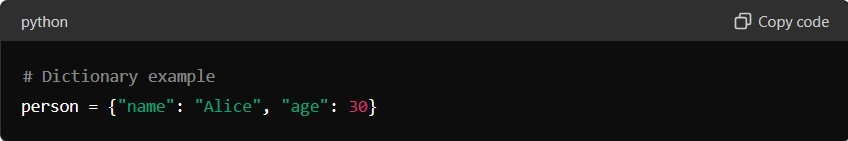 python
Copy code
# Dictionary example
person = {"name": "Alice", "age": 30}